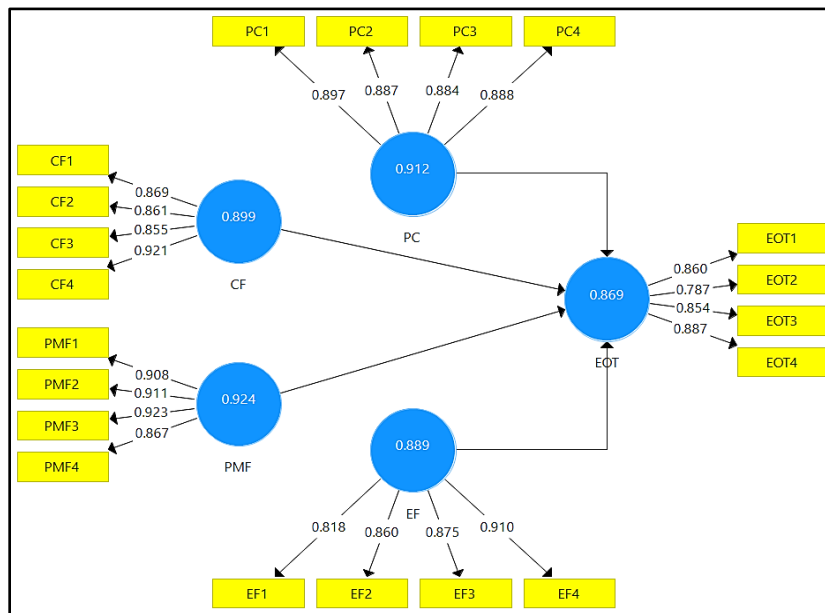 PC1 PC2 PC3 PC4
0.897 0.887 0.884 0.888
0.912
PC
CF1
CF2
CF3
CF4
0.869
0.861
0.855
0.921
0.899
CF
PMF1
PMF2
PMF3
PMF4
0.908
0.911
0.923
0.867
0.924
PMF
0.869
EOT
0.860
0.787
0.854
0.887
EOT1
EOT2
EOT3
EOT4
0.889
EF
0.818 0.860 0.875 0.910
EF1 EF2 EF3 EF4